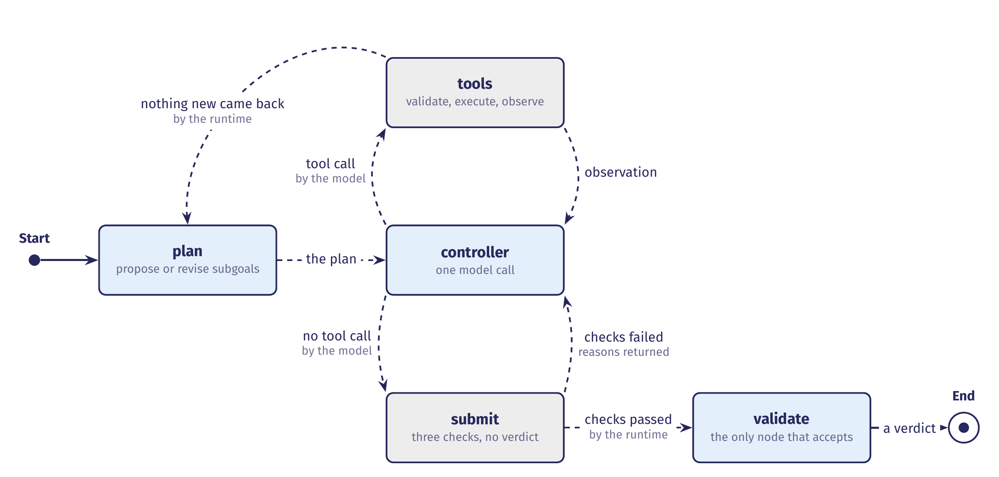 tools
validate, execute, observe
nothing new came back
by the runtime
tool call
by the model
observation
Start
plan
propose or revise subgoals
the plan
controller
one model call
no tool call
by the model
checks failed
reasons returned
submit
three checks, no verdict
checks passed
by the runtime
validate
the only node that accepts
a verdict
End